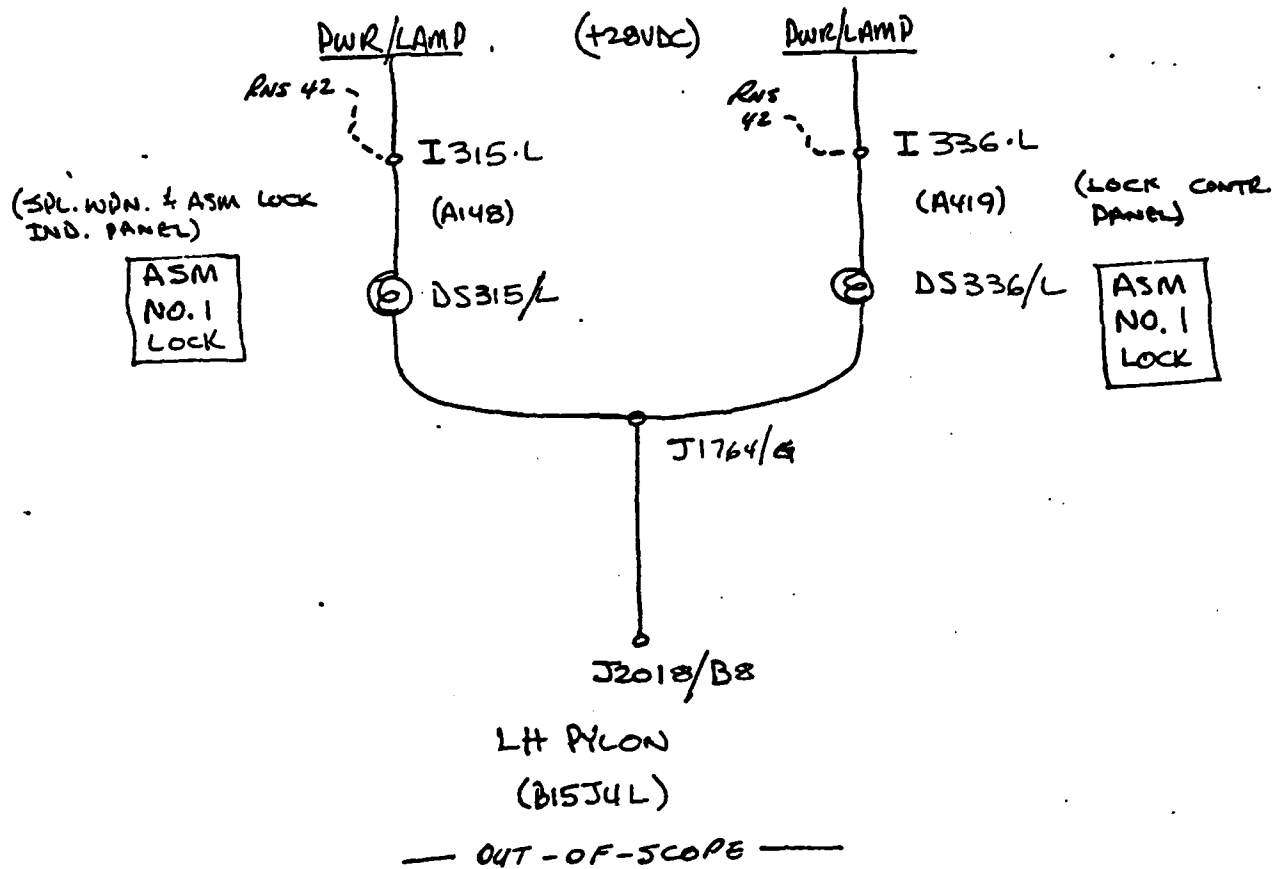 PWR/LAMP. (+28VDC) PWR/LAMP
RNS 42
RNS
42
I315·L
I336·L
(SPL. WPN. & ASM LOCK
IND. PANEL)
(A148)
(A419)
(LOCK CONTR.
PANEL)
ASM
NO. 1
LOCK
DS315/L
DS336/L
ASM
NO. 1
LOCK
J1764/G
J2018/B8
LH PYLON
(B15J4L)
— OUT-OF-SCOPE —